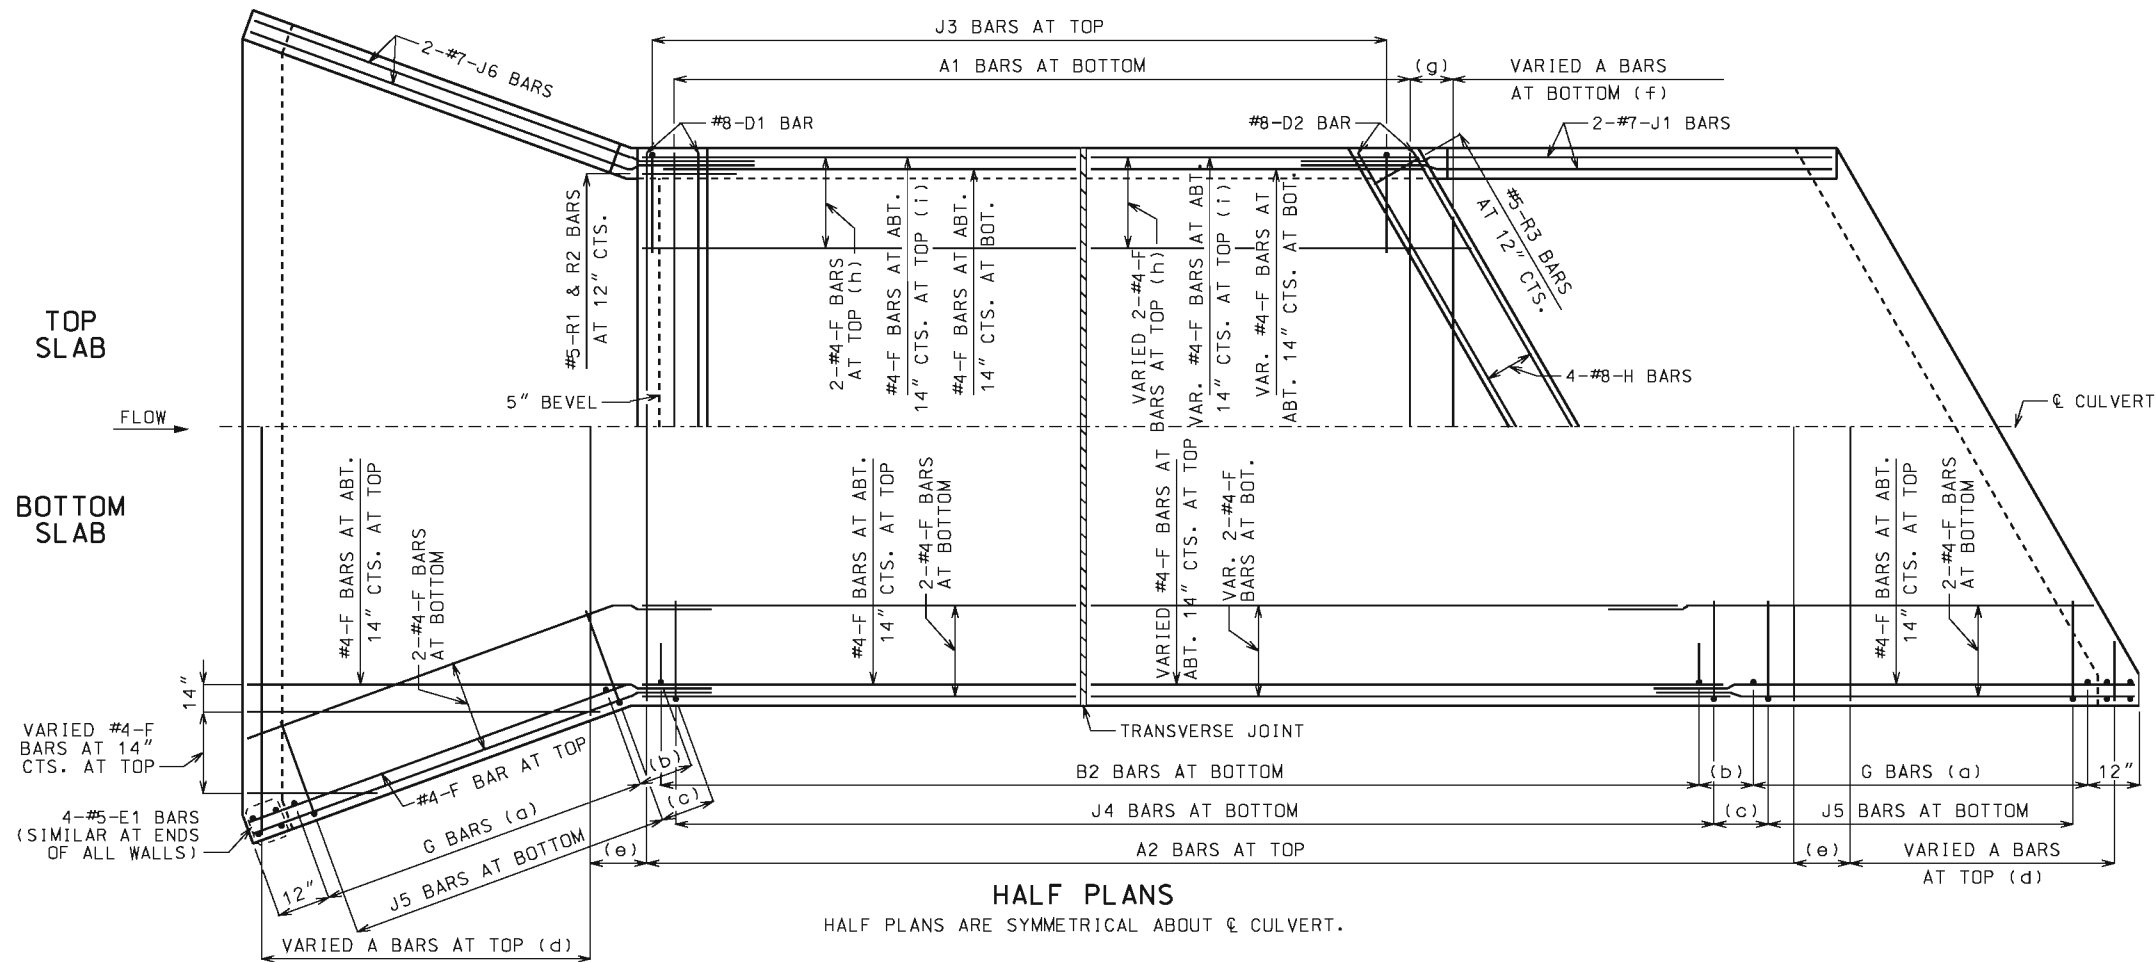 J3 BARS AT TOP
A1 BARS AT BOTTOM
(g)
VARIED A BARS
AT BOTTOM (f)
2-#7-J6 BARS
#8-D1 BAR
#8-D2 BAR
2-#7-J1 BARS
#5-R1 & R2 BARS
AT 12" CTS.
2-#4-F BARS
AT TOP (h)
#4-F BARS AT ABT.
14" CTS. AT TOP (i)
#4-F BARS AT ABT.
14" CTS. AT BOT.
VARIED 2-#4-F
BARS AT TOP (h)
VAR. #4-F BARS AT ABT.
14" CTS. AT TOP (i)
VAR. #4-F BARS AT
ABT. 14" CTS. AT BOT.
#5-R3 BARS
AT 12" CTS.
4-#8-H BARS
TOP
SLAB
5" BEVEL
FLOW
℄ CULVERT
BOTTOM
SLAB
#4-F BARS AT ABT.
14" CTS. AT TOP
2-#4-F BARS
AT BOTTOM
#4-F BARS AT ABT.
14" CTS. AT TOP
2-#4-F BARS
AT BOTTOM
VARIED #4-F BARS AT
ABT. 14" CTS. AT TOP
VAR. 2-#4-F
BARS AT BOT.
#4-F BARS AT ABT.
14" CTS. AT TOP
2-#4-F BARS
AT BOTTOM
14"
VARIED #4-F
BARS AT 14"
CTS. AT TOP
#4-F BAR AT TOP
TRANSVERSE JOINT
(b)
B2 BARS AT BOTTOM
(b)
G BARS (a)
12"
4-#5-E1 BARS
(SIMILAR AT ENDS
OF ALL WALLS)
G BARS (a)
(c)
J4 BARS AT BOTTOM
(c)
J5 BARS AT BOTTOM
12"
J5 BARS AT BOTTOM
(e)
A2 BARS AT TOP
(e)
VARIED A BARS
AT TOP (d)
VARIED A BARS AT TOP (d)
HALF PLANS
HALF PLANS ARE SYMMETRICAL ABOUT ℄ CULVERT.